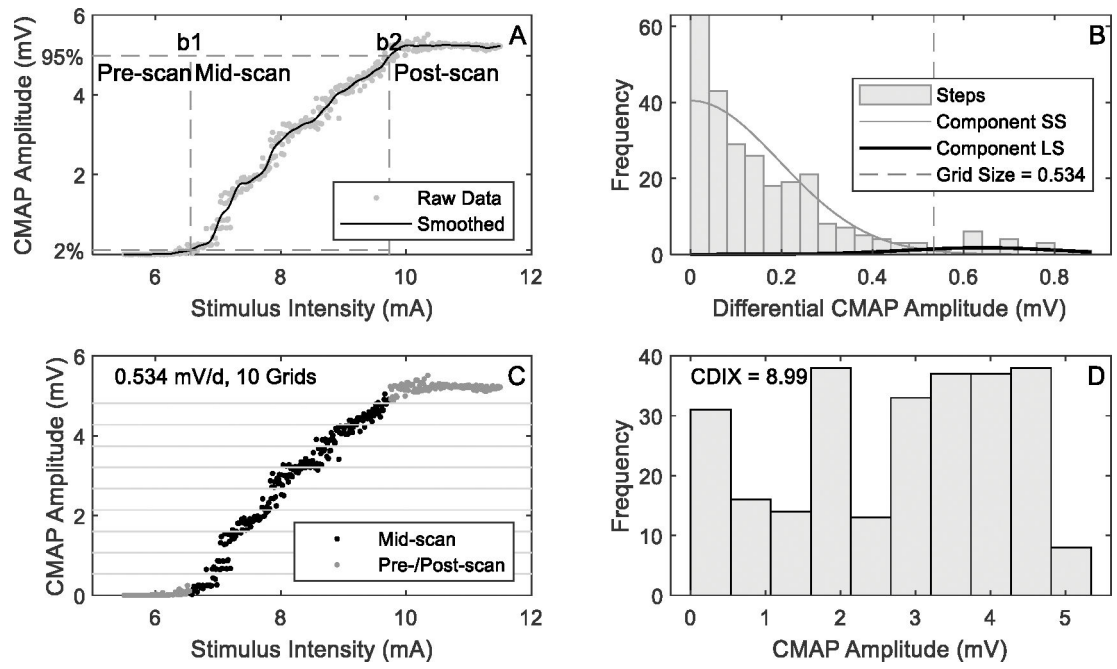 A
CMAP Amplitude (mV)
6
95%
4
2
2%
b1
b2
Pre-scan
Mid-scan
Post-scan
Raw Data
Smoothed
6
8
10
12
Stimulus Intensity (mA)
B
Frequency
60
40
20
0
Steps
Component SS
Component LS
Grid Size = 0.534
0
0.2
0.4
0.6
0.8
Differential CMAP Amplitude (mV)
C
0.534 mV/d, 10 Grids
CMAP Amplitude (mV)
6
4
2
0
Mid-scan
Pre-/Post-scan
6
8
10
12
Stimulus Intensity (mA)
D
CDIX = 8.99
Frequency
40
30
20
10
0
0
1
2
3
4
5
CMAP Amplitude (mV)